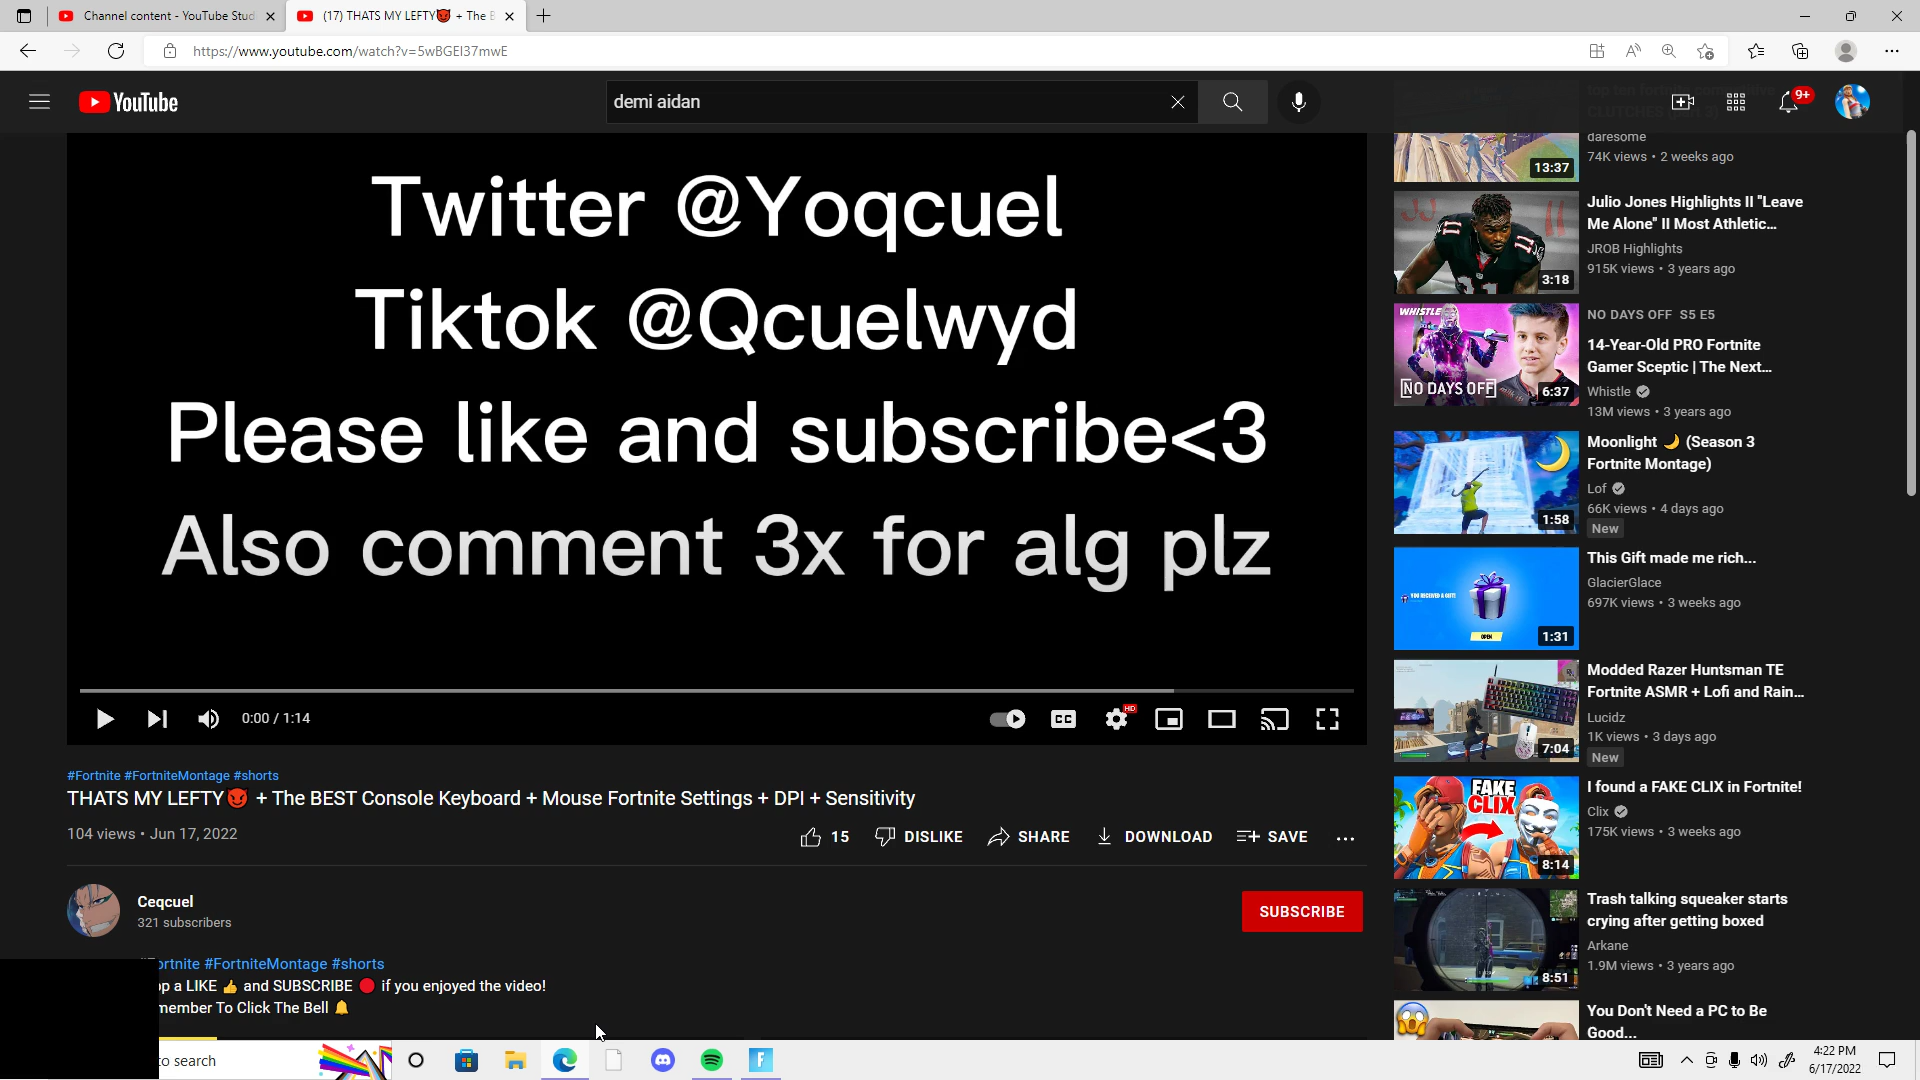 Channel content - YouTube Stud
(17) THATS MY LEFTY😈 + The B
https://www.youtube.com/watch?v=5wBGEI37mwE
YouTube
demi aidan
9+
Twitter @Yoqcuel
Tiktok @Qcuelwyd
Please like and subscribe<3
Also comment 3x for alg plz
0:00 / 1:14
CC
HD
#Fortnite #FortniteMontage #shorts
THATS MY LEFTY😈 + The BEST Console Keyboard + Mouse Fortnite Settings + DPI + Sensitivity
104 views • Jun 17, 2022
15
DISLIKE
SHARE
DOWNLOAD
SAVE
Ceqcuel
321 subscribers
SUBSCRIBE
ortnite #FortniteMontage #shorts
op a LIKE 👍 and SUBSCRIBE 🔴 if you enjoyed the video!
member To Click The Bell 🔔
daresome
74K views • 2 weeks ago
13:37
Julio Jones Highlights II "Leave
Me Alone" II Most Athletic...
JROB Highlights
915K views • 3 years ago
3:18
WHISTLE
NO DAYS OFF
6:37
NO DAYS OFF S5 E5
14-Year-Old PRO Fortnite
Gamer Sceptic | The Next...
Whistle
13M views • 3 years ago
Moonlight 🌙 (Season 3
Fortnite Montage)
Lof
66K views • 4 days ago
New
1:58
This Gift made me rich...
GlacierGlace
697K views • 3 weeks ago
YOU RECEIVED A GIFT!
OPEN
1:31
Modded Razer Huntsman TE
Fortnite ASMR + Lofi and Rain...
Lucidz
1K views • 3 days ago
New
7:04
I found a FAKE CLIX in Fortnite!
Clix
175K views • 3 weeks ago
FAKE
CLIX
8:14
Trash talking squeaker starts
crying after getting boxed
Arkane
1.9M views • 3 years ago
8:51
You Don't Need a PC to Be
Good...
to search
4:22 PM
6/17/2022